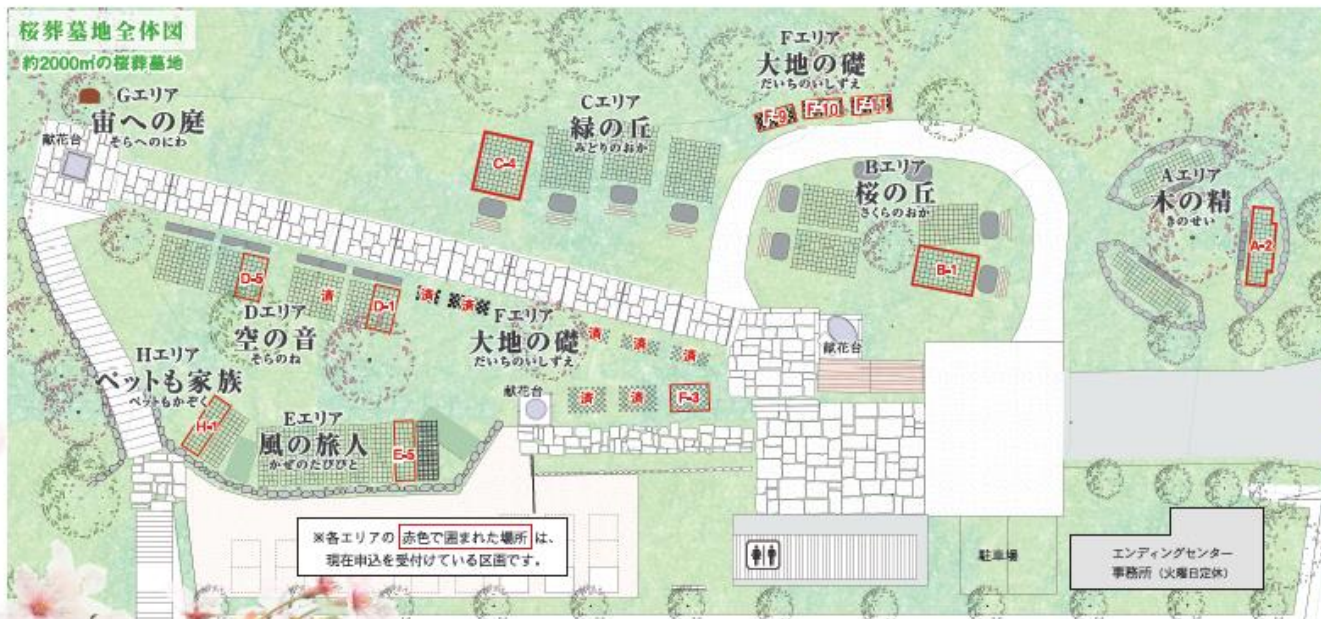 桜葬墓地全体図
約2000㎡の桜葬墓地
Gエリア
宙への庭
そらへのにわ
献花台
Cエリア
緑の丘
みどりのおか
C-4
Fエリア
大地の礎
だいちのいしずえ
F-9 F-10 F-11
Bエリア
桜の丘
さくらのおか
B-1
Aエリア
木の精
きのせい
A-2
D-5
済
D-1
Dエリア
空の音
そらのね
済
済
Fエリア
大地の礎
だいちのいしずえ
済
済
済
献花台
献花台
済
済
F-3
Hエリア
ペットも家族
ペットもかぞく
H-1
Eエリア
風の旅人
かぜのたびびと
E-5
※各エリアの 赤色で囲まれた場所 は、
現在申込を受付けている区画です。
駐車場
エンディングセンター
事務所（火曜日定休）